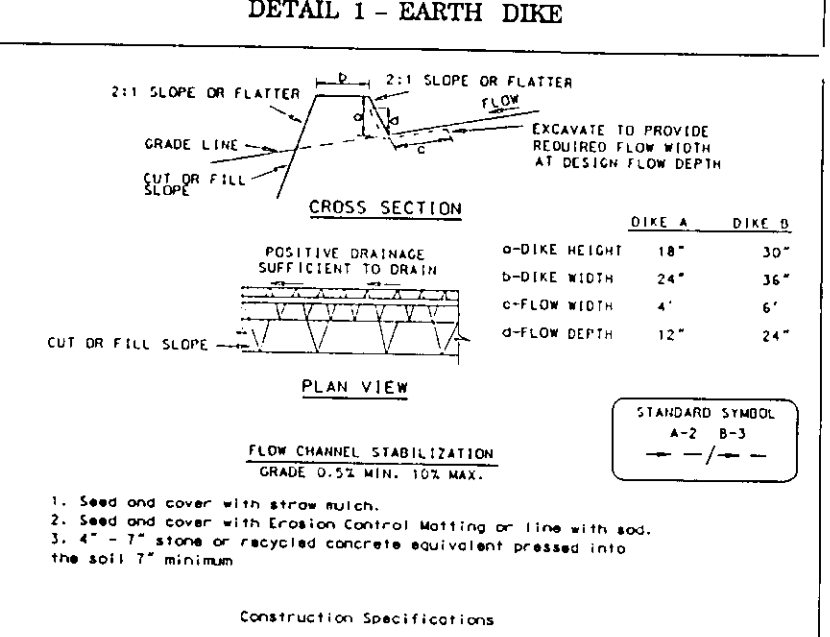 DETAIL 1 - EARTH DIKE
2:1 SLOPE OR FLATTER
b
2:1 SLOPE OR FLATTER
FLOW
a
d
GRADE LINE
c
EXCAVATE TO PROVIDE
REQUIRED FLOW WIDTH
AT DESIGN FLOW DEPTH
CUT OR FILL
SLOPE
CROSS SECTION
DIKE A DIKE B
a-DIKE HEIGHT 18" 30"
b-DIKE WIDTH 24" 36"
c-FLOW WIDTH 4' 6'
d-FLOW DEPTH 12" 24"
POSITIVE DRAINAGE
SUFFICIENT TO DRAIN
CUT OR FILL SLOPE
PLAN VIEW
STANDARD SYMBOL
A-2 B-3
FLOW CHANNEL STABILIZATION
GRADE 0.5% MIN. 10% MAX.
1. Seed and cover with straw mulch.
2. Seed and cover with Erosion Control Matting or line with sod.
3. 4" - 7" stone or recycled concrete equivalent pressed into
the soil 7" minimum
Construction Specifications